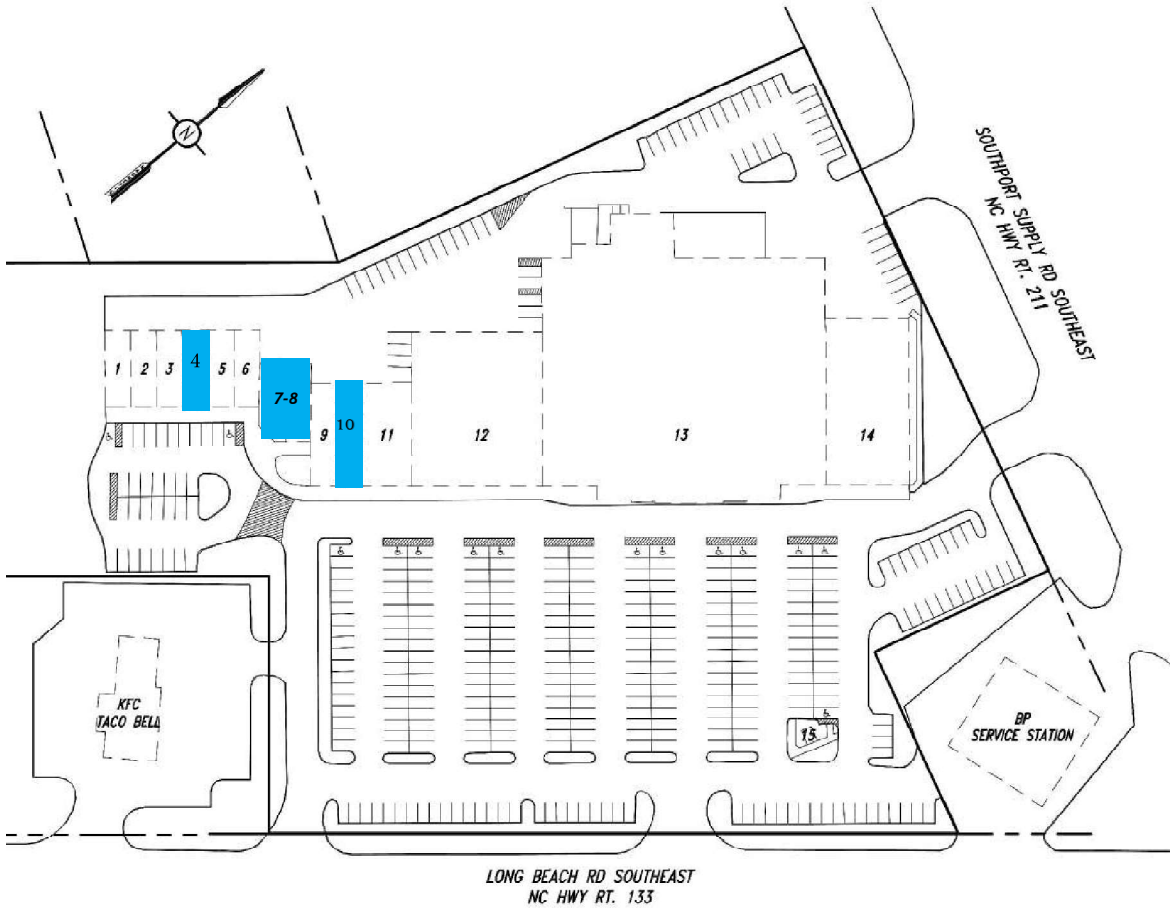 N
SOUTHPORT SUPPLY RD SOUTHEAST
NC HWY RT. 211
1
2
3
4
5
6
7-8
9
10
11
12
13
14
KFC
TACO BELL
15
BP
SERVICE STATION
LONG BEACH RD SOUTHEAST
NC HWY RT. 133